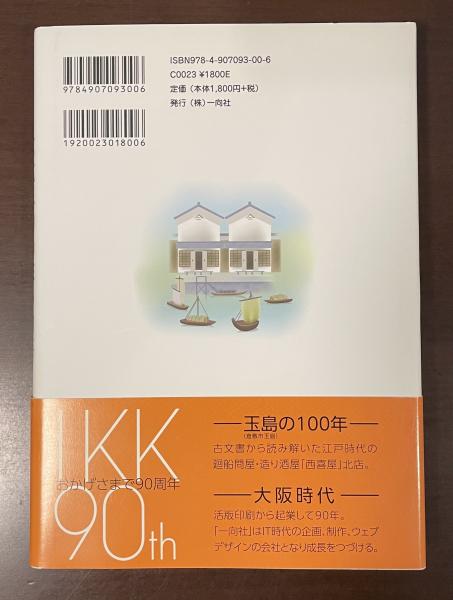 ISBN978-4-907093-00-6
C0023 ¥1800E
定価（本体1,800円+税）
発行（株）一向社
9784907093006
1920023018006
IKK
おかげさまで90周年
90th
玉島の100年
（倉敷市玉島）
古文書から読み解いた江戸時代の
廻船問屋・造り酒屋「西喜屋」北店。
大阪時代
活版印刷から起業して90年。
「一向社」はIT時代の企画、制作、ウェブ
デザインの会社となり成長をつづける。